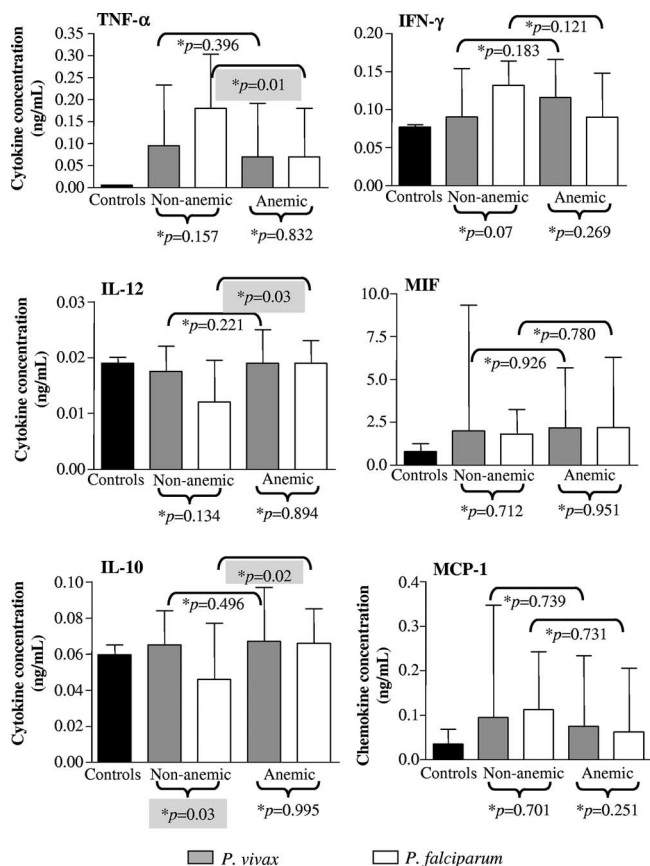 TNF-α
Cytokine concentration
(ng/mL)
0.35
0.30
0.25
0.20
0.15
0.10
0.05
0.00
*p=0.396
*p=0.01
Controls Non-anemic Anemic
*p=0.157 *p=0.832
IFN-γ
0.20
0.15
0.10
0.05
0.00
*p=0.121
*p=0.183
Controls Non-anemic Anemic
*p=0.07 *p=0.269
IL-12
Cytokine concentration
(ng/mL)
0.03
0.02
0.01
0.00
*p=0.03
*p=0.221
Controls Non-anemic Anemic
*p=0.134 *p=0.894
MIF
10.0
7.5
5.0
2.5
0.0
*p=0.780
*p=0.926
Controls Non-anemic Anemic
*p=0.712 *p=0.951
IL-10
Cytokine concentration
(ng/mL)
0.10
0.08
0.06
0.04
0.02
0.00
*p=0.02
*p=0.496
Controls Non-anemic Anemic
*p=0.03 *p=0.995
MCP-1
Chemokine concentration
(ng/mL)
0.4
0.3
0.2
0.1
0.0
*p=0.739
*p=0.731
Controls Non-anemic Anemic
*p=0.701 *p=0.251
P. vivax P. falciparum